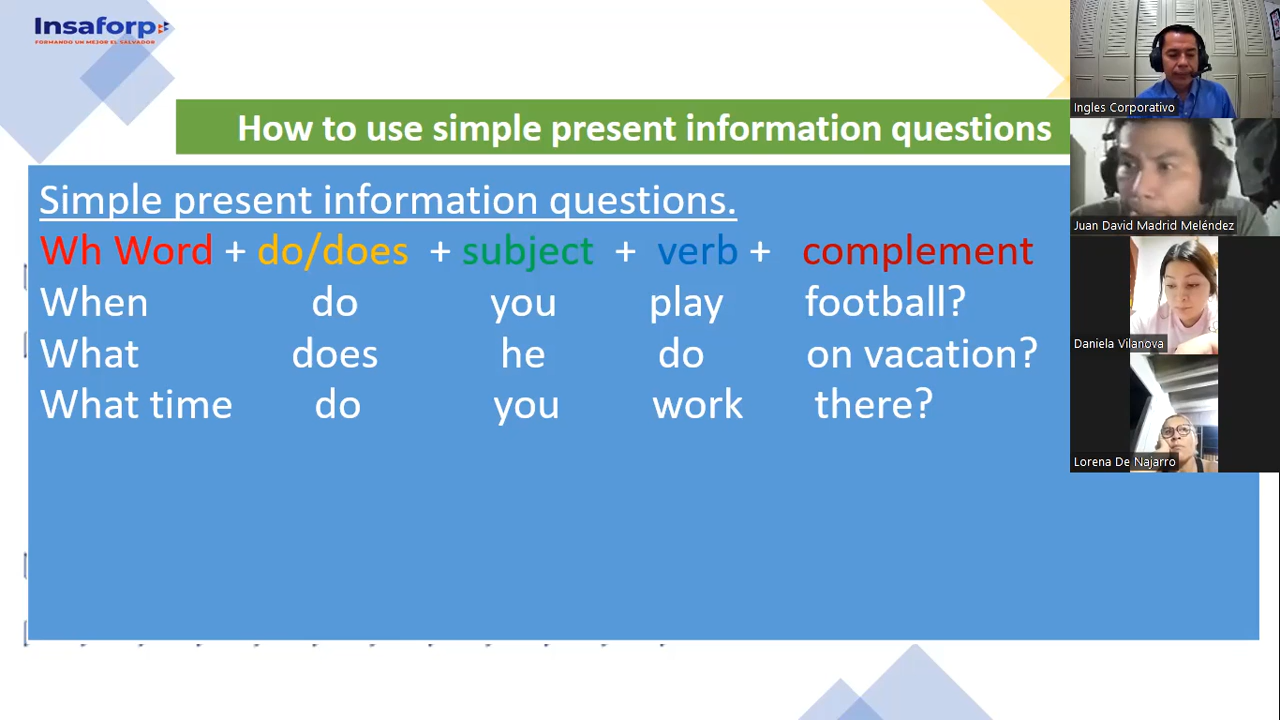 Insaforp
FORMANDO UN MEJOR EL SALVADOR
How to use simple present information questions
Simple present information questions.
Wh Word + do/does + subject + verb + complement
When do you play football?
What does he do on vacation?
What time do you work there?
Ingles Corporativo
Juan David Madrid Meléndez
Daniela Vilanova
Lorena De Najarro